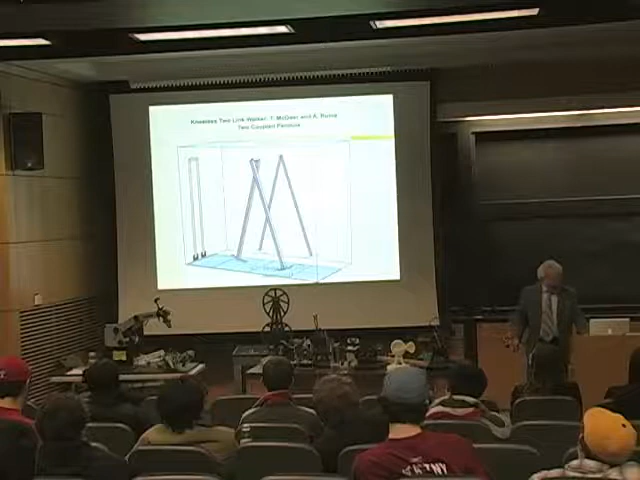 Kneeless Two Link Walker, T. McGeer and A. Ruina
Two Coupled Pendula